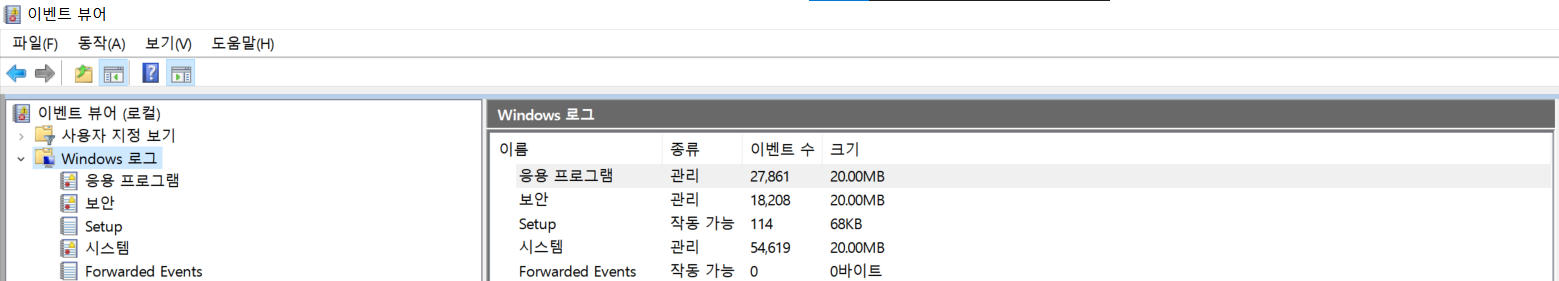 이벤트 뷰어
파일(F) 동작(A) 보기(V) 도움말(H)
이벤트 뷰어 (로컬)
사용자 지정 보기
Windows 로그
응용 프로그램
보안
Setup
시스템
Forwarded Events
Windows 로그
이름 종류 이벤트 수 크기
응용 프로그램 관리 27,861 20.00MB
보안 관리 18,208 20.00MB
Setup 작동 가능 114 68KB
시스템 관리 54,619 20.00MB
Forwarded Events 작동 가능 0 0바이트